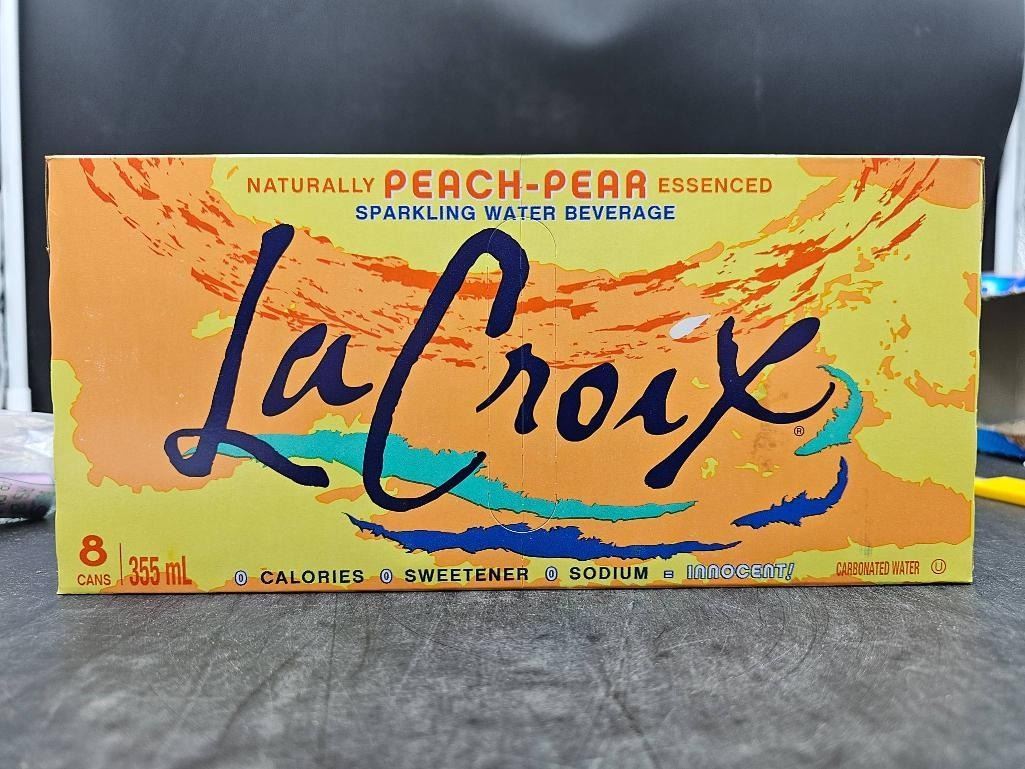 NATURALLY PEACH-PEAR ESSENCED
SPARKLING WATER BEVERAGE
LaCroix ®
8 CANS 355 mL
0 CALORIES 0 SWEETENER 0 SODIUM = INNOCENT!
CARBONATED WATER U